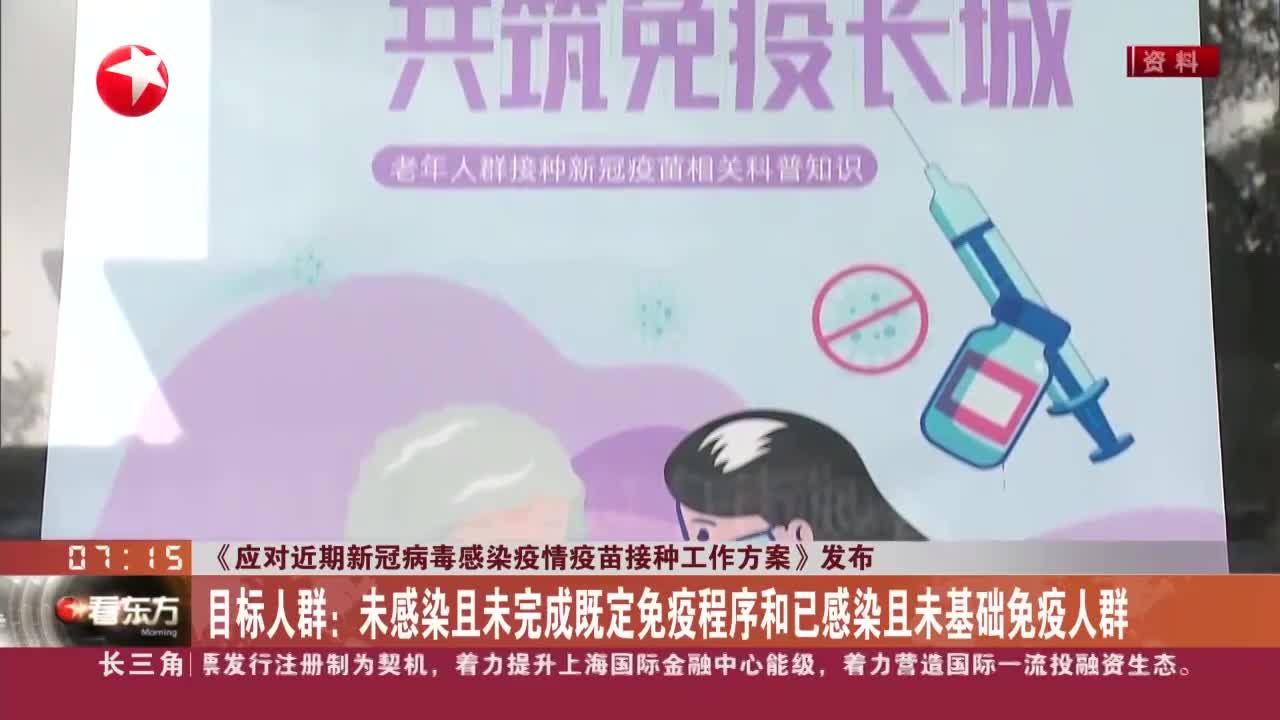 共筑免疫长城
资料
老年人群接种新冠疫苗相关科普知识
07:15
《应对近期新冠病毒感染疫情疫苗接种工作方案》发布
看东方
Morning
目标人群：未感染且未完成既定免疫程序和已感染且未基础免疫人群
长三角
票发行注册制为契机，着力提升上海国际金融中心能级，着力营造国际一流投融资生态。